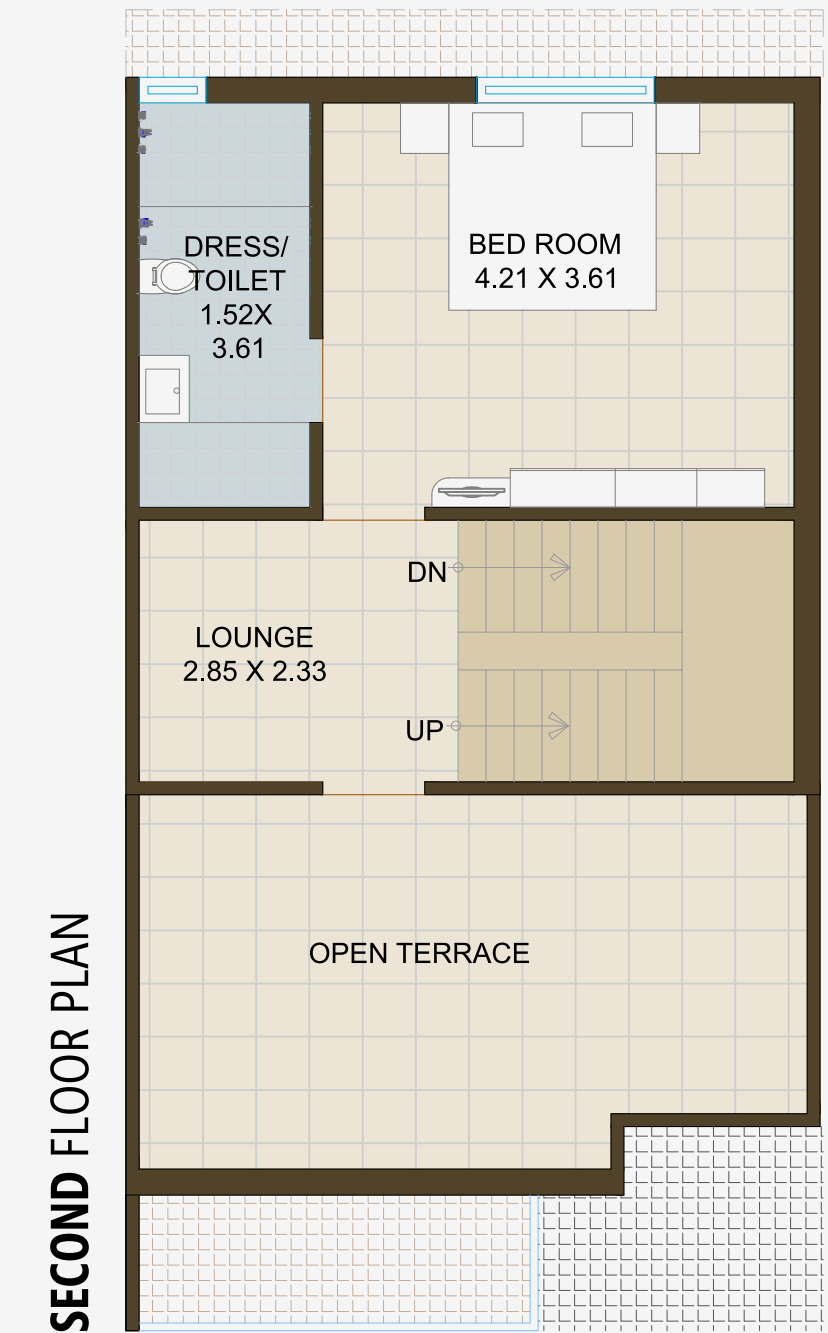 DRESS/
TOILET
1.52X
3.61
BED ROOM
4.21 X 3.61
DN
LOUNGE
2.85 X 2.33
UP
OPEN TERRACE
SECOND FLOOR PLAN